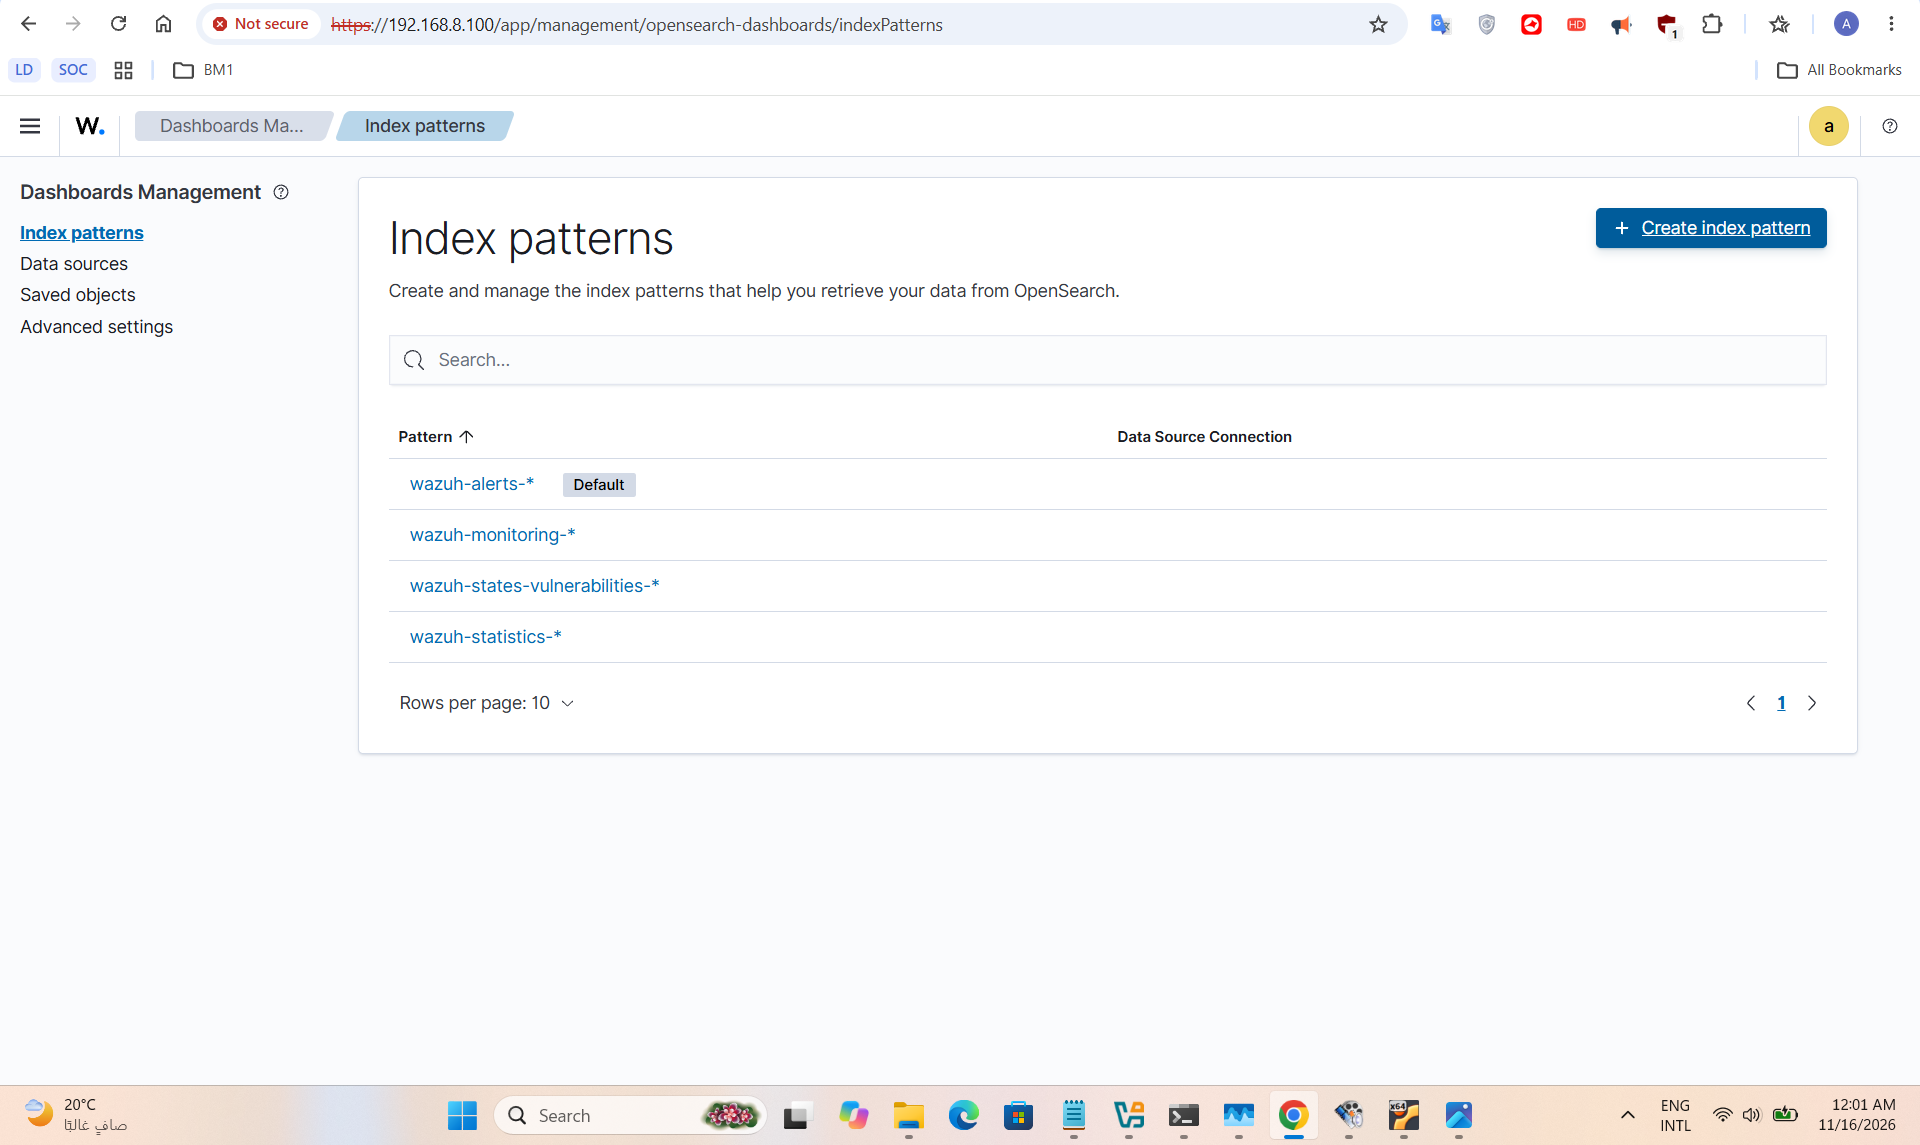 Not secure https://192.168.8.100/app/management/opensearch-dashboards/indexPatterns HD 1 A
LD SOC BM1 All Bookmarks
W. Dashboards Ma... Index patterns a
Dashboards Management
Index patterns
Data sources
Saved objects
Advanced settings
Index patterns
+ Create index pattern
Create and manage the index patterns that help you retrieve your data from OpenSearch.
Search...
Pattern Data Source Connection
wazuh-alerts-* Default
wazuh-monitoring-*
wazuh-states-vulnerabilities-*
wazuh-statistics-*
Rows per page: 10 1
20°C
صافٍ غالبًا
Search
X64
ENG
INTL
12:01 AM
11/16/2026